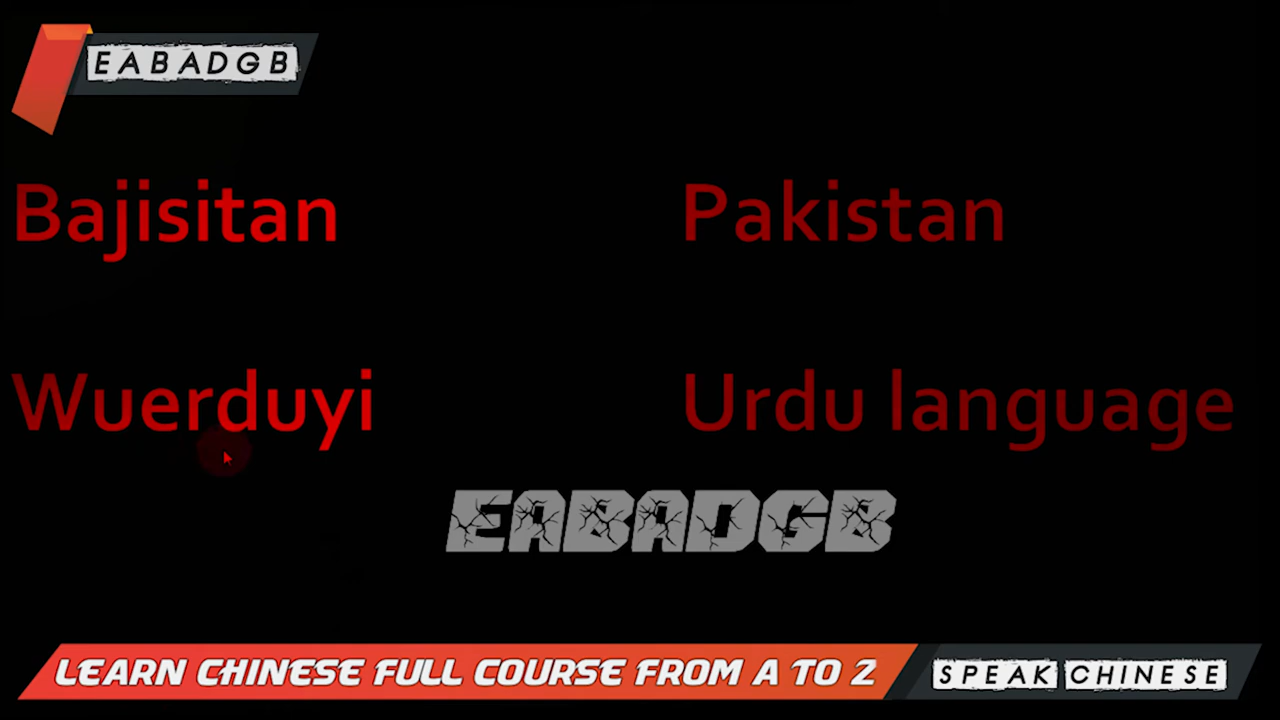 EABADGB
Bajisitan Pakistan
Wuerduyi Urdu language
EABADGB
LEARN CHINESE FULL COURSE FROM A TO Z SPEAK CHINESE